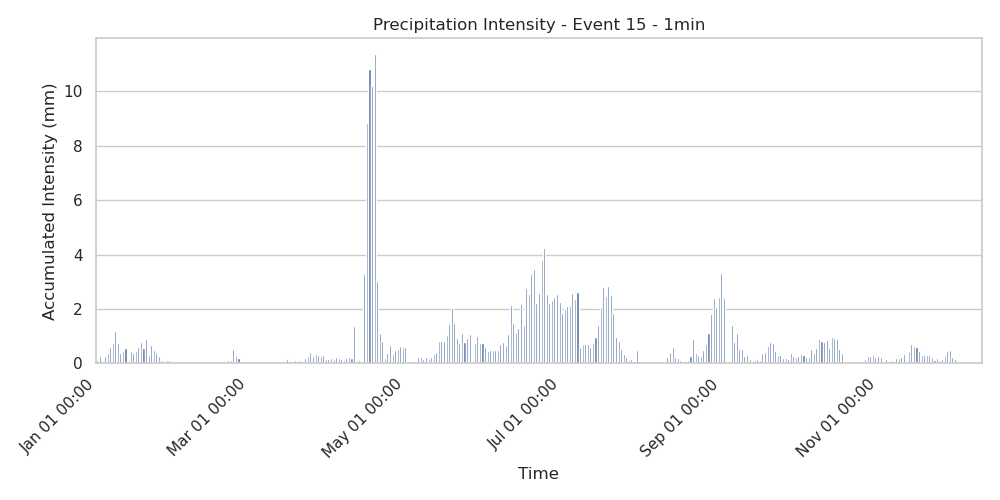 Precipitation Intensity - Event 15 - 1min
Accumulated Intensity (mm)
10
8
6
4
2
0
Jan 01 00:00
Mar 01 00:00
May 01 00:00
Jul 01 00:00
Sep 01 00:00
Nov 01 00:00
Time